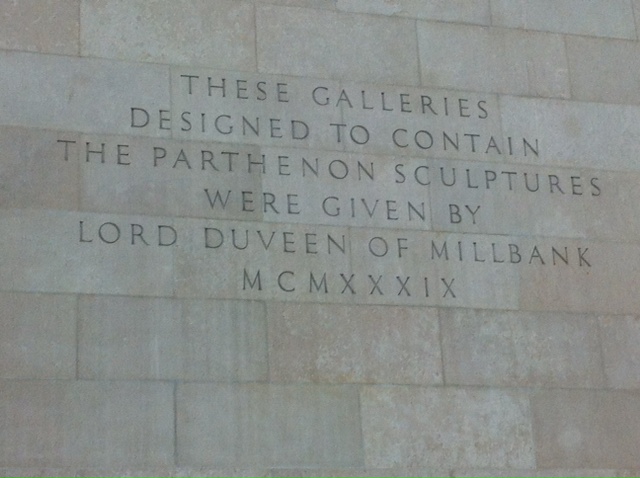 THESE GALLERIES
DESIGNED TO CONTAIN
THE PARTHENON SCULPTURES
WERE GIVEN BY
LORD DUVEEN OF MILLBANK
MCMXXXIX